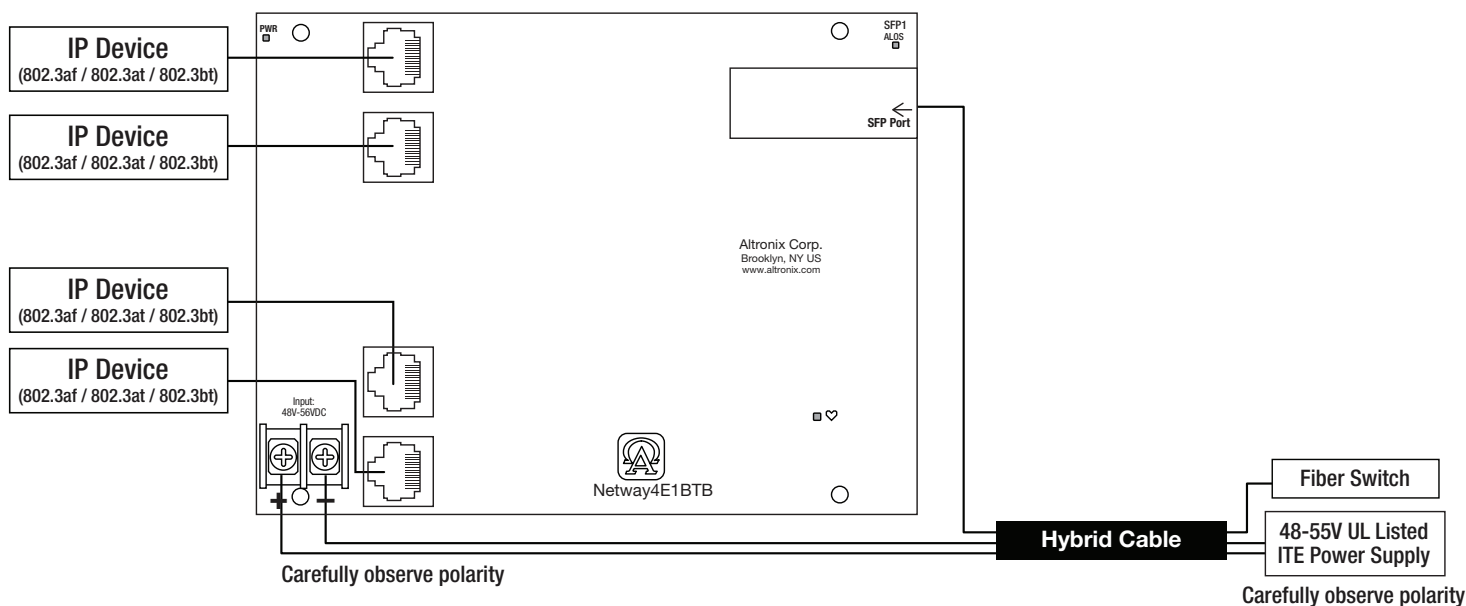 IP Device
(802.3af / 802.3at / 802.3bt)
IP Device
(802.3af / 802.3at / 802.3bt)
IP Device
(802.3af / 802.3at / 802.3bt)
IP Device
(802.3af / 802.3at / 802.3bt)
PWR
SFP1
ALOS
SFP Port
Altronix Corp.
Brooklyn, NY US
www.altronix.com
Input:
48V-56VDC
+ −
Netway4E1BTB
Carefully observe polarity
Hybrid Cable
Fiber Switch
48-55V UL Listed
ITE Power Supply
Carefully observe polarity